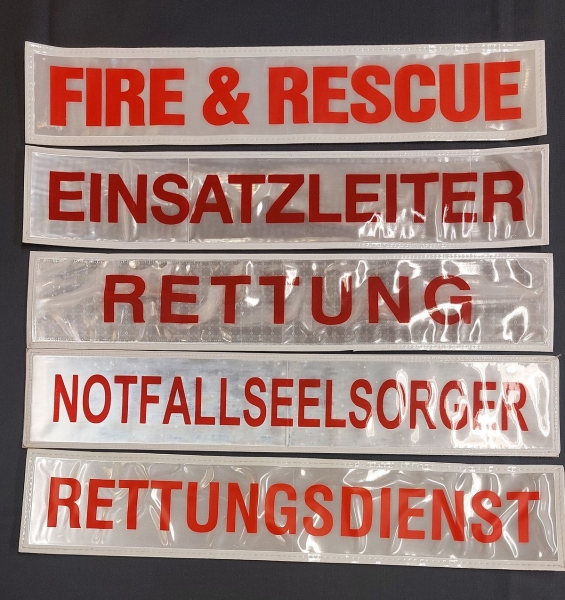 FIRE & RESCUE
EINSATZLEITER
RETTUNG
NOTFALLSEELSORGER
RETTUNGSDIENST